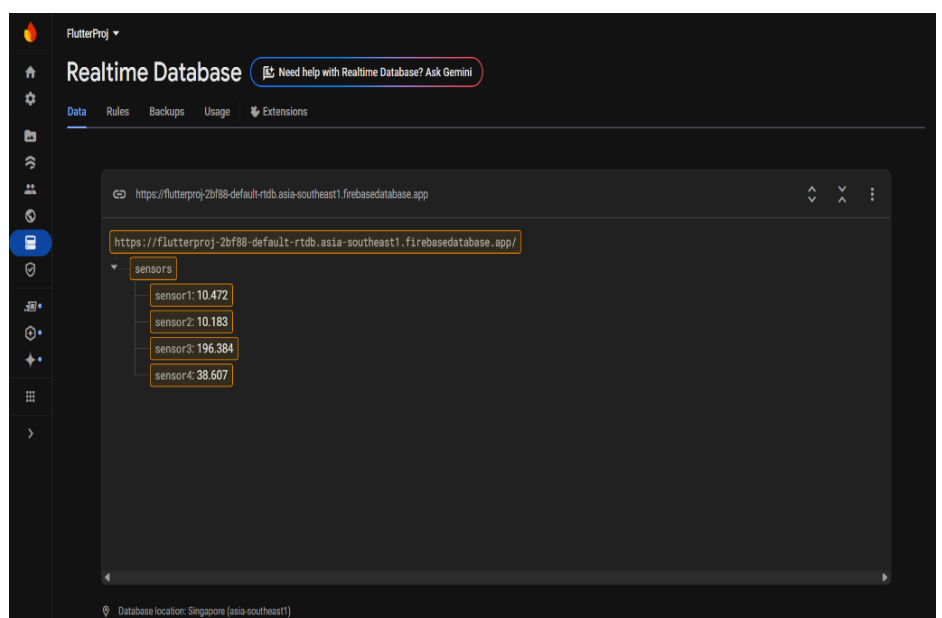 FlutterProj
Realtime Database
Need help with Realtime Database? Ask Gemini
Data Rules Backups Usage Extensions
https://flutterproj-2bf88-default-rtdb.asia-southeast1.firebasedatabase.app
https://flutterproj-2bf88-default-rtdb.asia-southeast1.firebasedatabase.app/
sensors
sensor1: 10.472
sensor2: 10.183
sensor3: 196.384
sensor4: 38.607
Database location: Singapore (asia-southeast1)